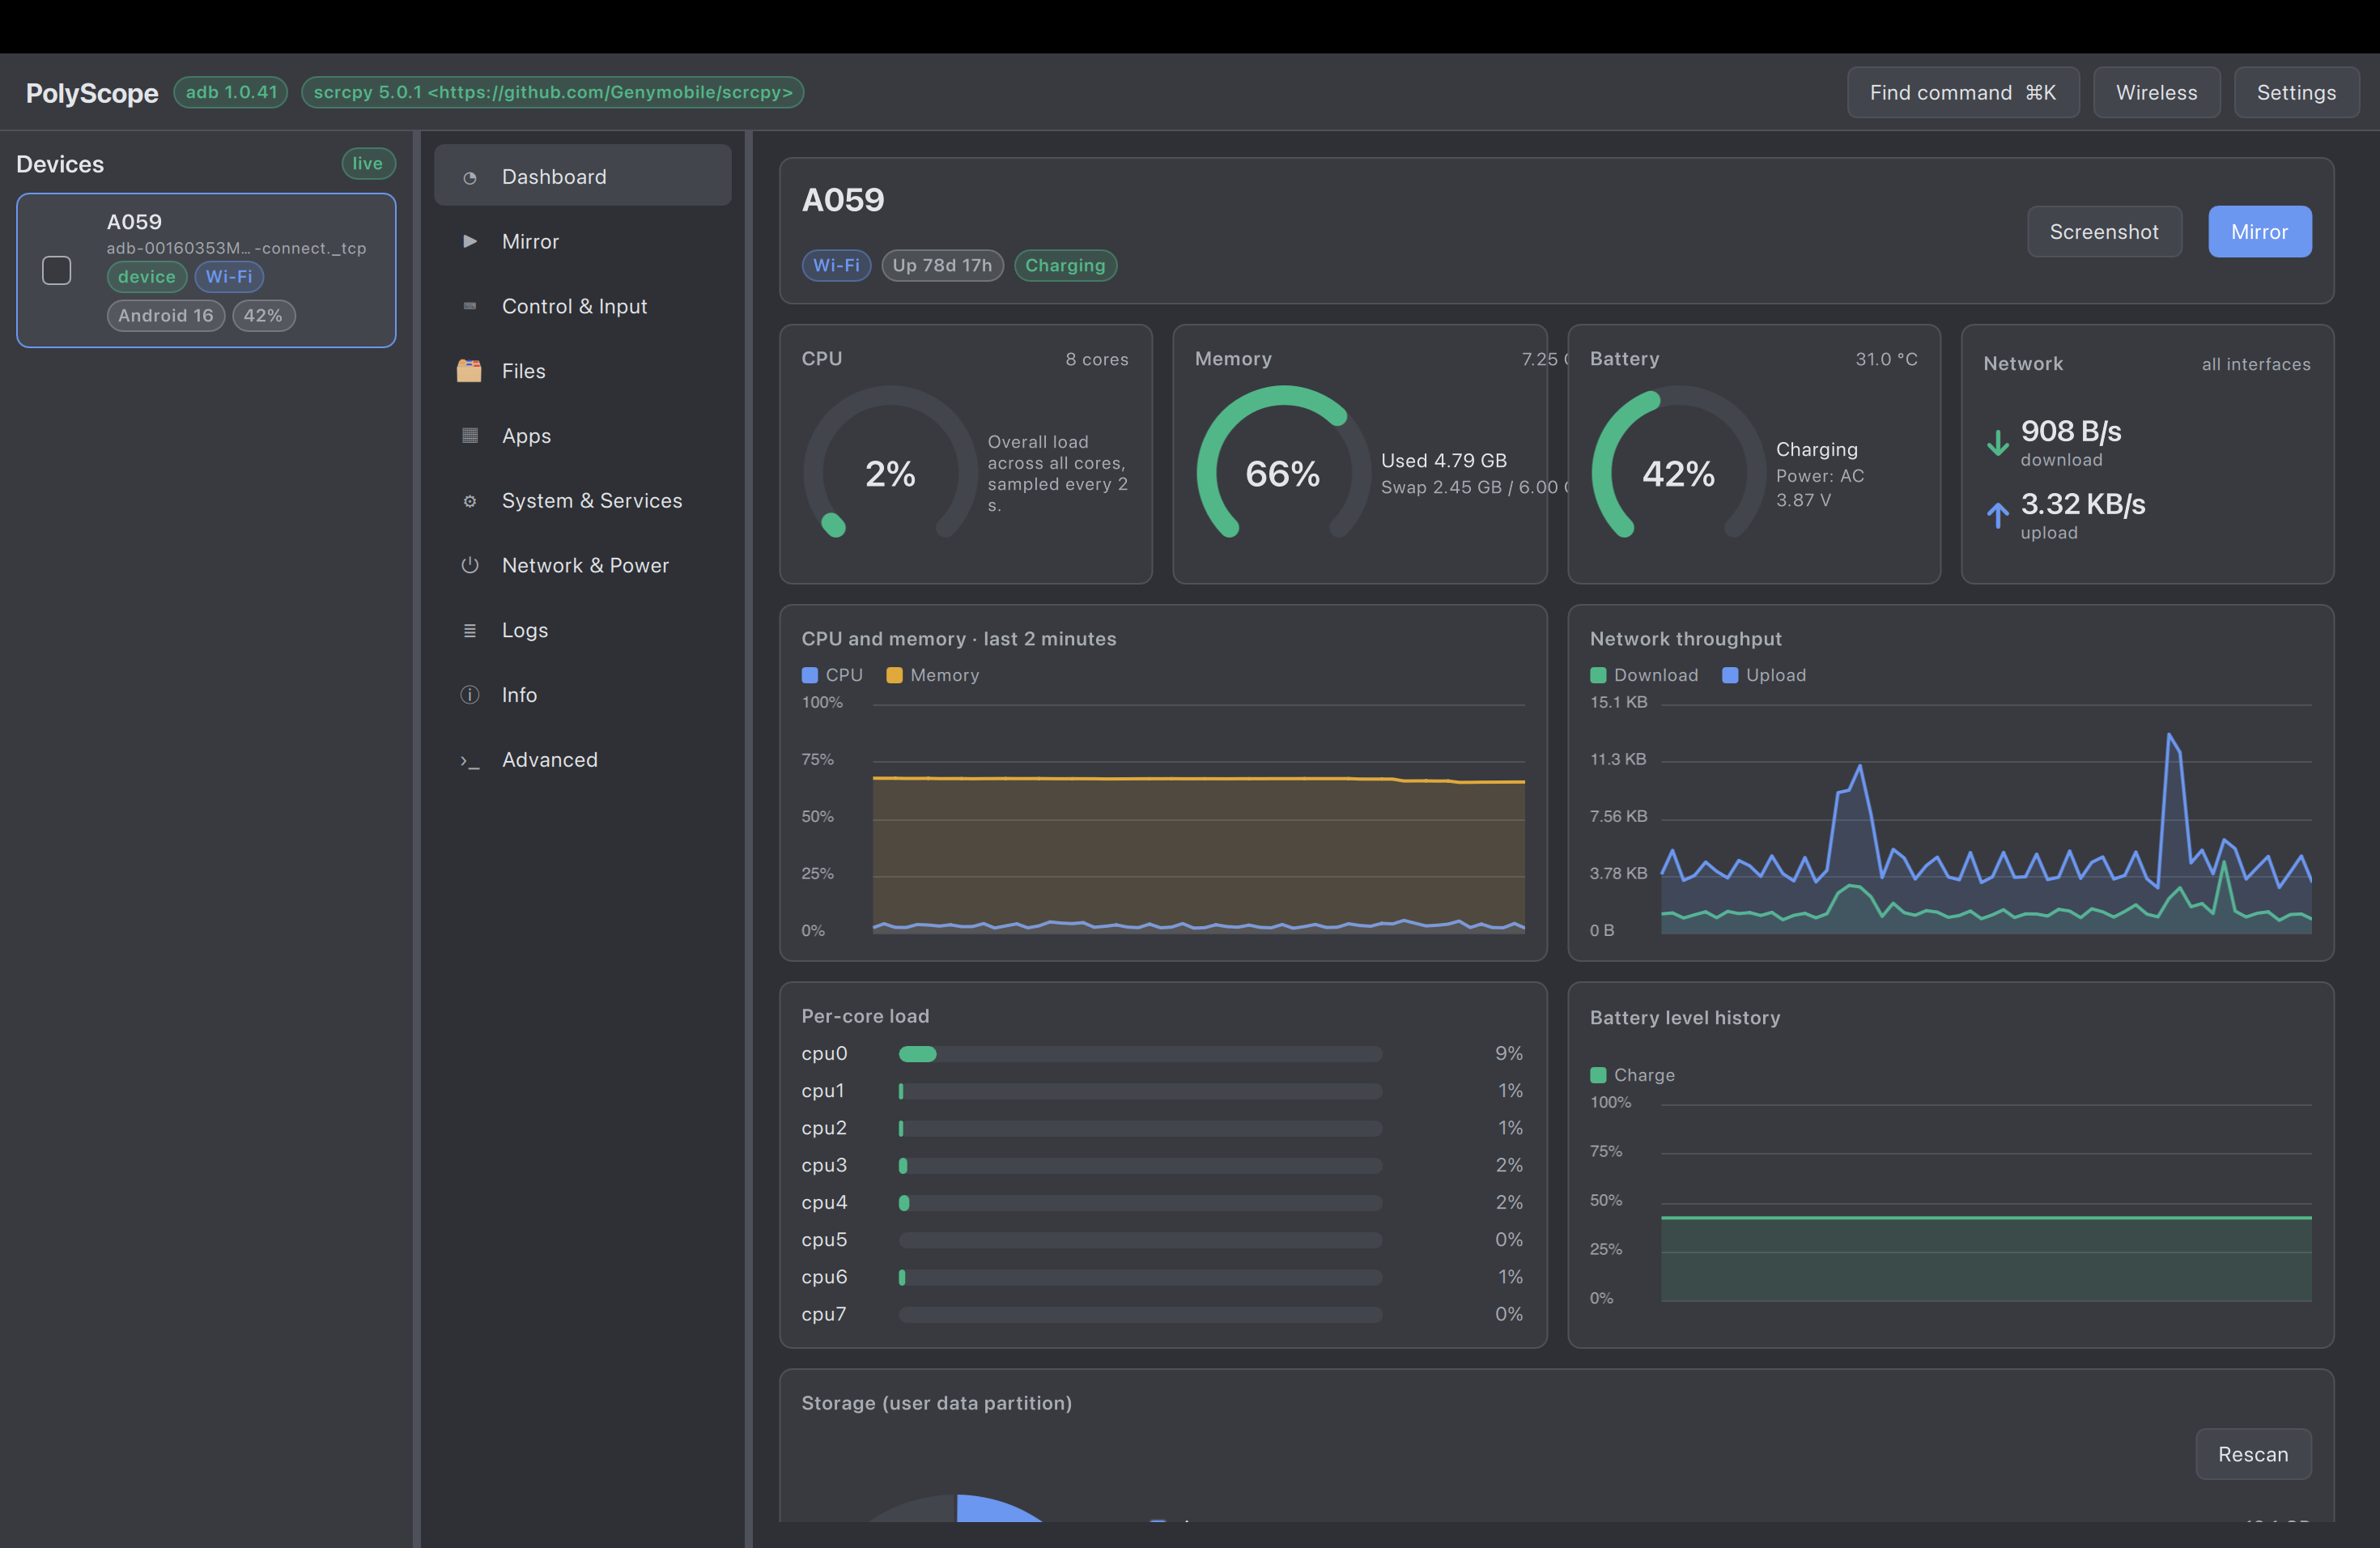 PolyScope adb 1.0.41 scrcpy 5.0.1 <https://github.com/Genymobile/scrcpy> Find command ⌘K Wireless Settings
Devices live
A059
adb-00160353M… -connect._tcp
device Wi-Fi
Android 16 42%
Dashboard
Mirror
Control & Input
Files
Apps
System & Services
Network & Power
Logs
Info
Advanced
A059
Wi-Fi Up 78d 17h Charging
Screenshot Mirror
CPU 8 cores
2%
Overall load
across all cores,
sampled every 2
s.
Memory 7.25
66%
Used 4.79 GB
Swap 2.45 GB / 6.00
Battery 31.0 °C
42%
Charging
Power: AC
3.87 V
Network all interfaces
908 B/s
download
3.32 KB/s
upload
CPU and memory · last 2 minutes
CPU Memory
100%
75%
50%
25%
0%
Network throughput
Download Upload
15.1 KB
11.3 KB
7.56 KB
3.78 KB
0 B
Per-core load
cpu0 9%
cpu1 1%
cpu2 1%
cpu3 2%
cpu4 2%
cpu5 0%
cpu6 1%
cpu7 0%
Battery level history
Charge
100%
75%
50%
25%
0%
Storage (user data partition)
Rescan